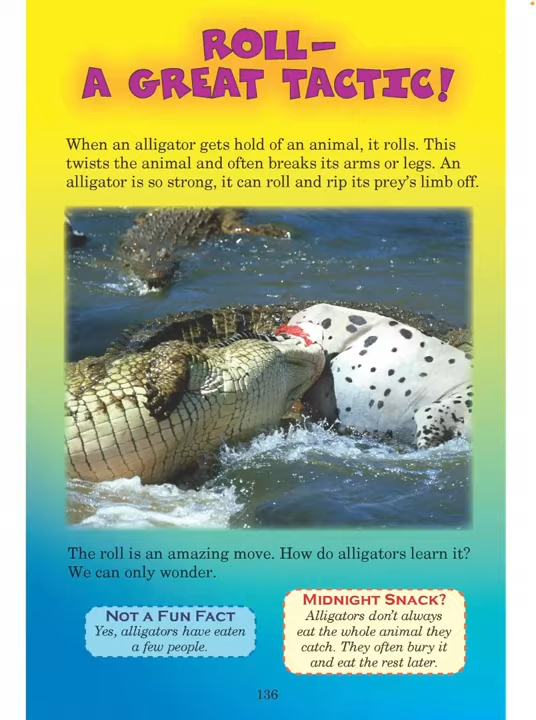 ROLL–
A GREAT TACTIC!
When an alligator gets hold of an animal, it rolls. This
twists the animal and often breaks its arms or legs. An
alligator is so strong, it can roll and rip its prey’s limb off.
The roll is an amazing move. How do alligators learn it?
We can only wonder.
NOT A FUN FACT
Yes, alligators have eaten
a few people.
MIDNIGHT SNACK?
Alligators don’t always
eat the whole animal they
catch. They often bury it
and eat the rest later.
136